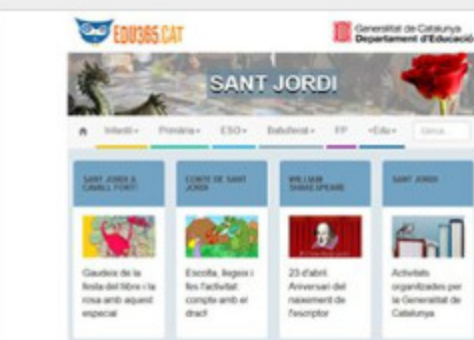 EDU365.CAT
Generalitat de Catalunya
Departament d'Educació
SANT JORDI
Infantil Primària ESO Batxillerat FP +Edu Cerca
SANT JORDI A
CAVALL FORT!
CONTE DE SANT
JORDI
WILLIAM
SHAKESPEARE
SANT JORDI
Gaudeix de la
festa del llibre i la
rosa amb aquest
especial
Escolta, llegeix i
fes l'activitat:
compte amb el
drac!
23 d'abril:
Aniversari del
naixement de
l'escriptor
Activitats
organitzades per
la Generalitat de
Catalunya